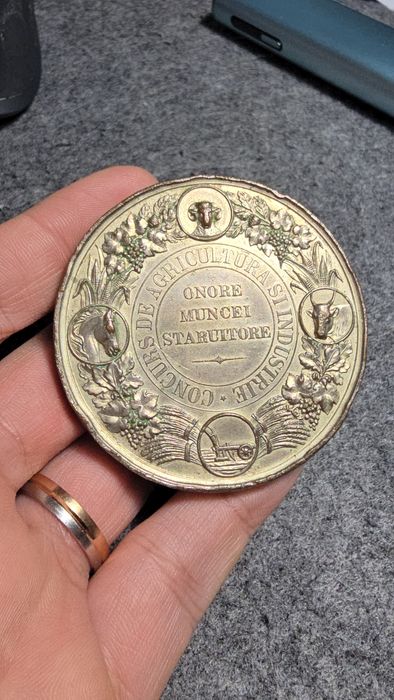 CONCURS DE AGRICULTURA SI INDUSTRIE
ONORE
MUNCEI
STARUITORE